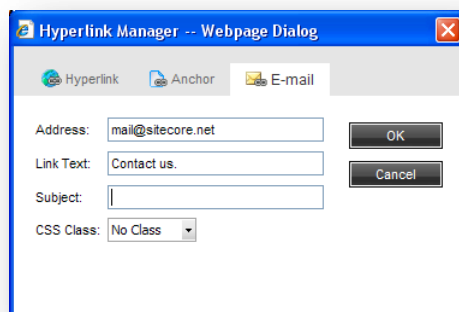 Hyperlink Manager -- Webpage Dialog
Hyperlink Anchor E-mail
Address: mail@sitecore.net OK
Link Text: Contact us. Cancel
Subject:
CSS Class: No Class